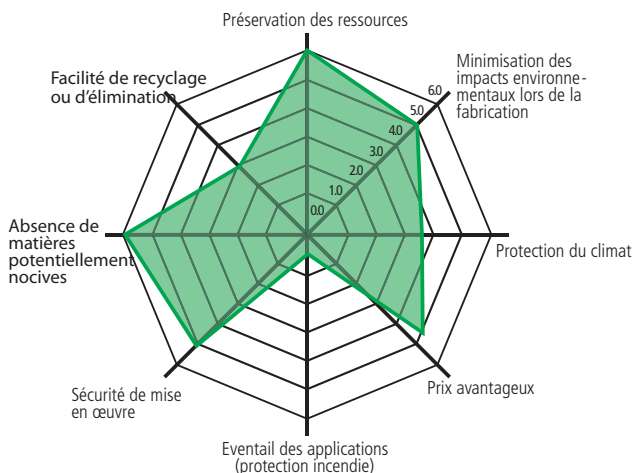 Préservation des ressources
Facilité de recyclage
ou d'élimination
Minimisation des
impacts environne-
mentaux lors de la
fabrication
6.0
5.0
4.0
3.0
2.0
1.0
0.0
Absence de
matières
potentiellement
nocives
Protection du climat
Sécurité de mise
en œuvre
Prix avantageux
Eventail des applications
(protection incendie)